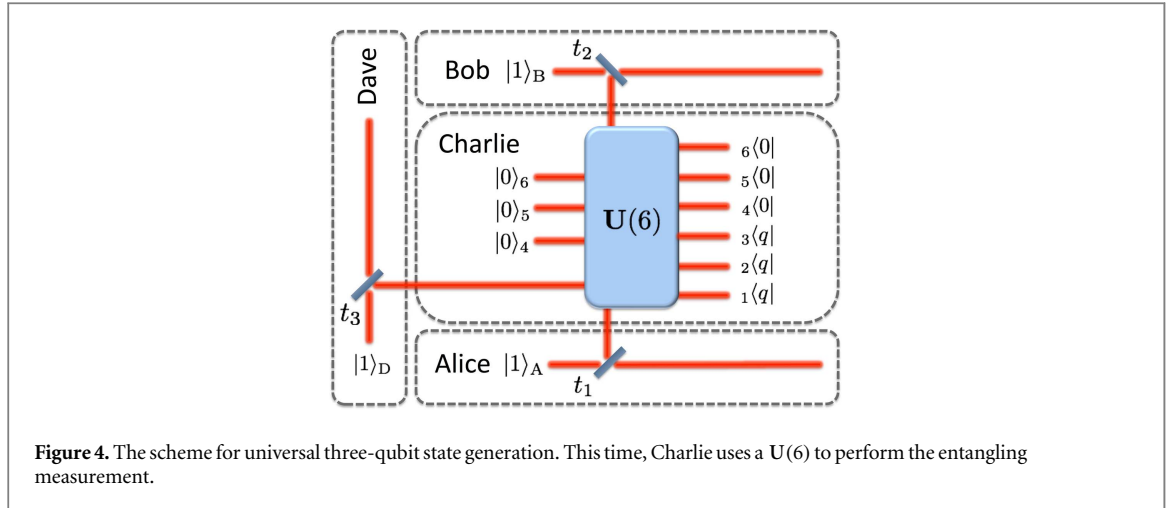 Dave
Bob |1⟩_B
t_2
Charlie
|0⟩_6
|0⟩_5
|0⟩_4
U(6)
_6⟨0|
_5⟨0|
_4⟨0|
_3⟨q|
_2⟨q|
_1⟨q|
t_3
|1⟩_D
Alice |1⟩_A
t_1
Figure 4. The scheme for universal three-qubit state generation. This time, Charlie uses a U(6) to perform the entangling
measurement.